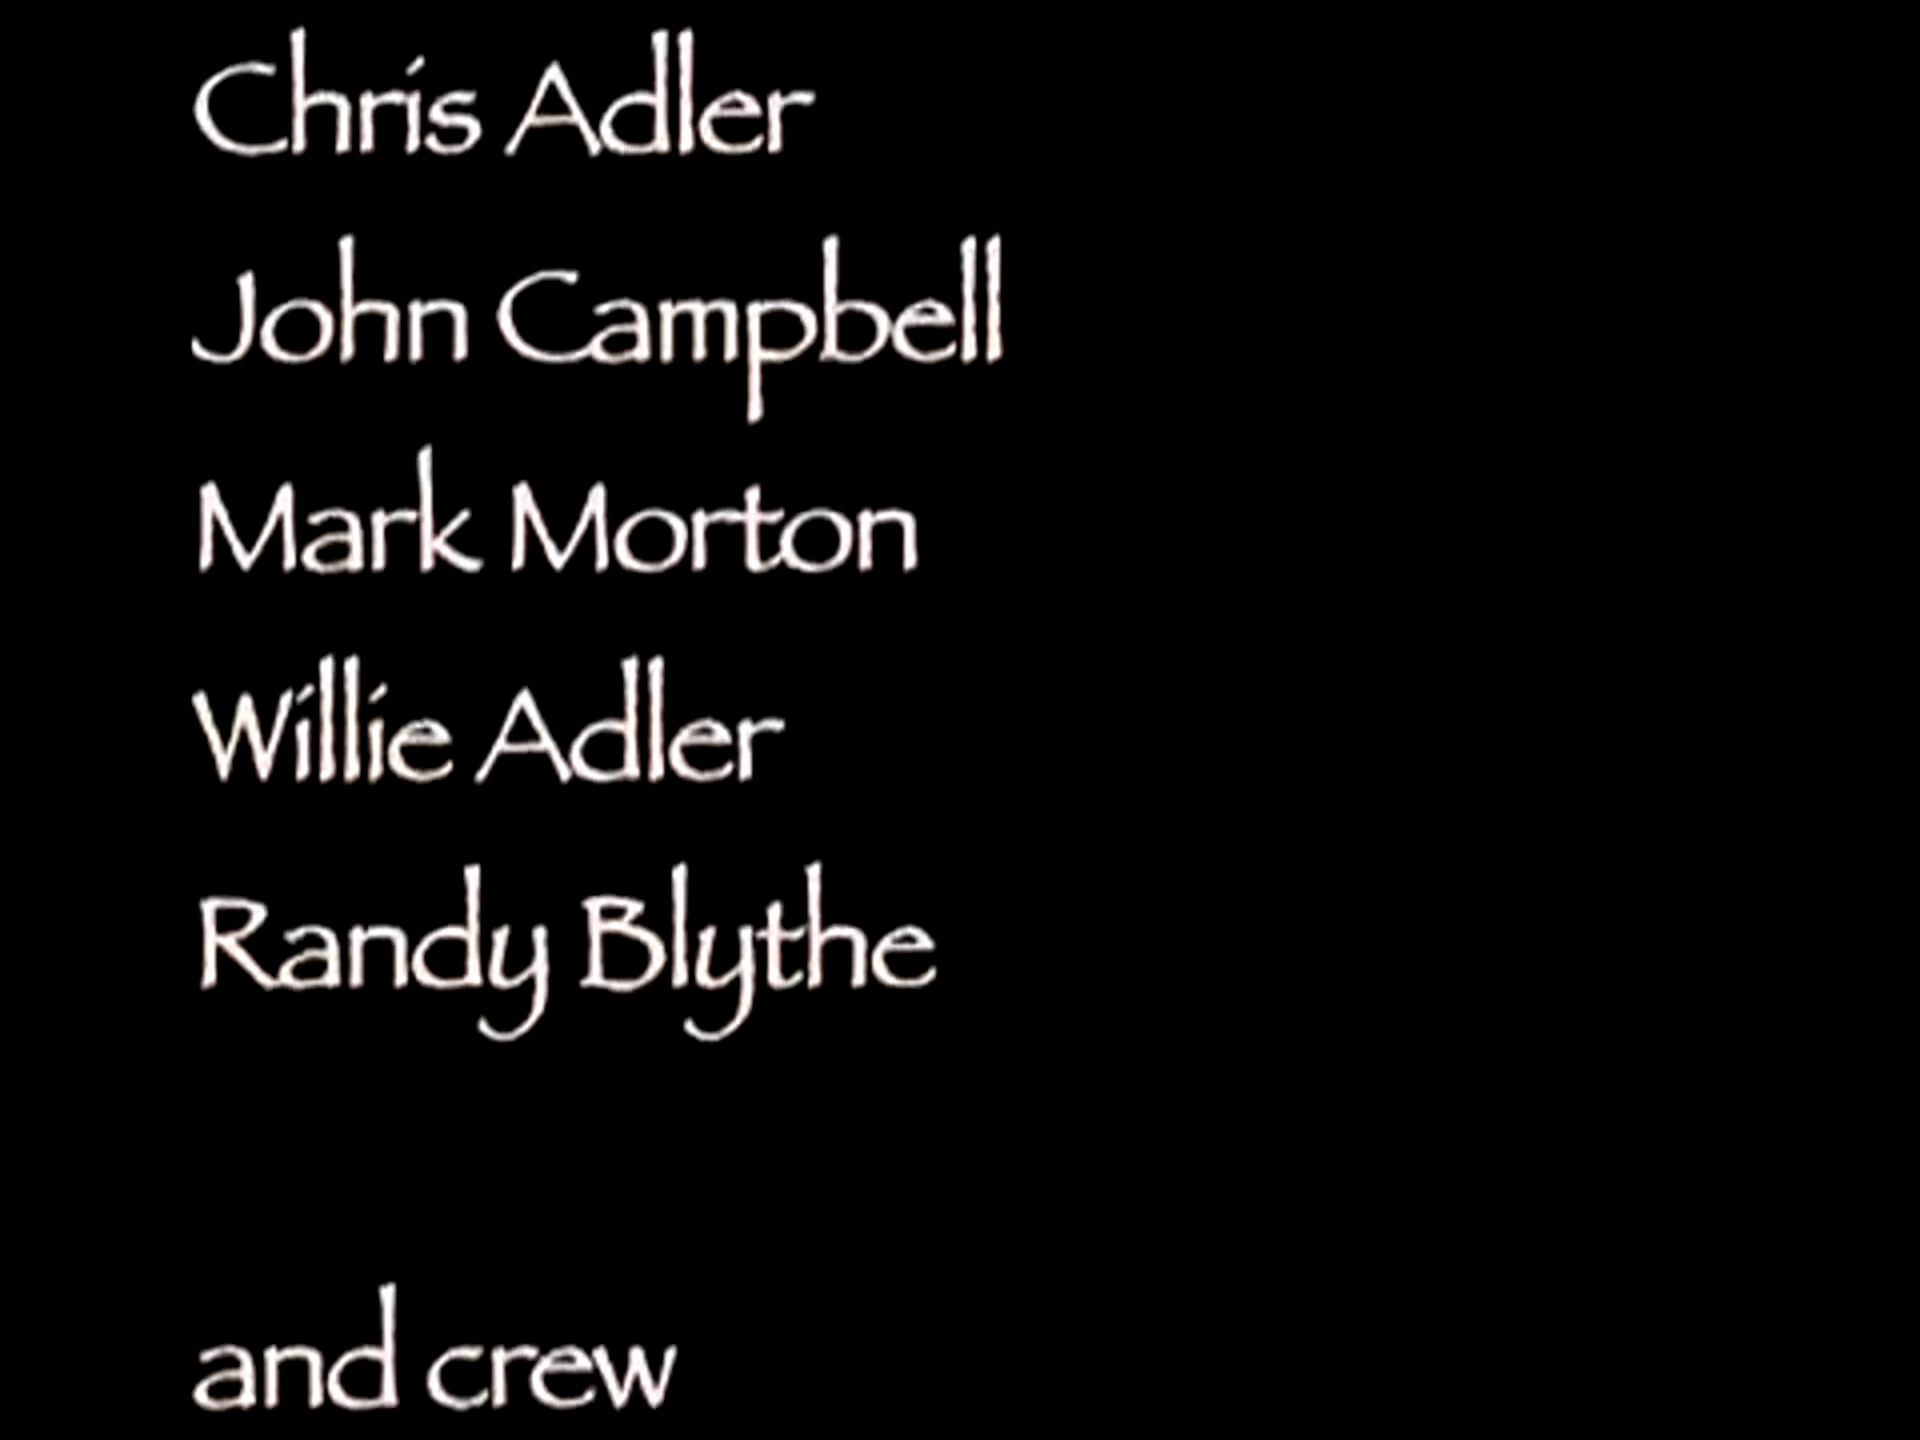 Chris Adler
John Campbell
Mark Morton
Willie Adler
Randy Blythe
and crew